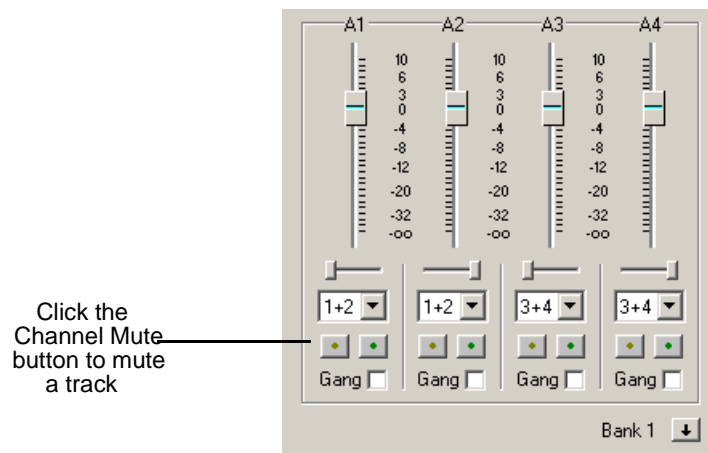 A1 A2 A3 A4
10 10 10
6 6 6
3 3 3
0 0 0
-4 -4 -4
-8 -8 -8
-12 -12 -12
-20 -20 -20
-32 -32 -32
-oo -oo -oo
1+2 1+2 3+4 3+4
Click the
Channel Mute
button to mute
a track
Gang Gang Gang Gang
Bank 1